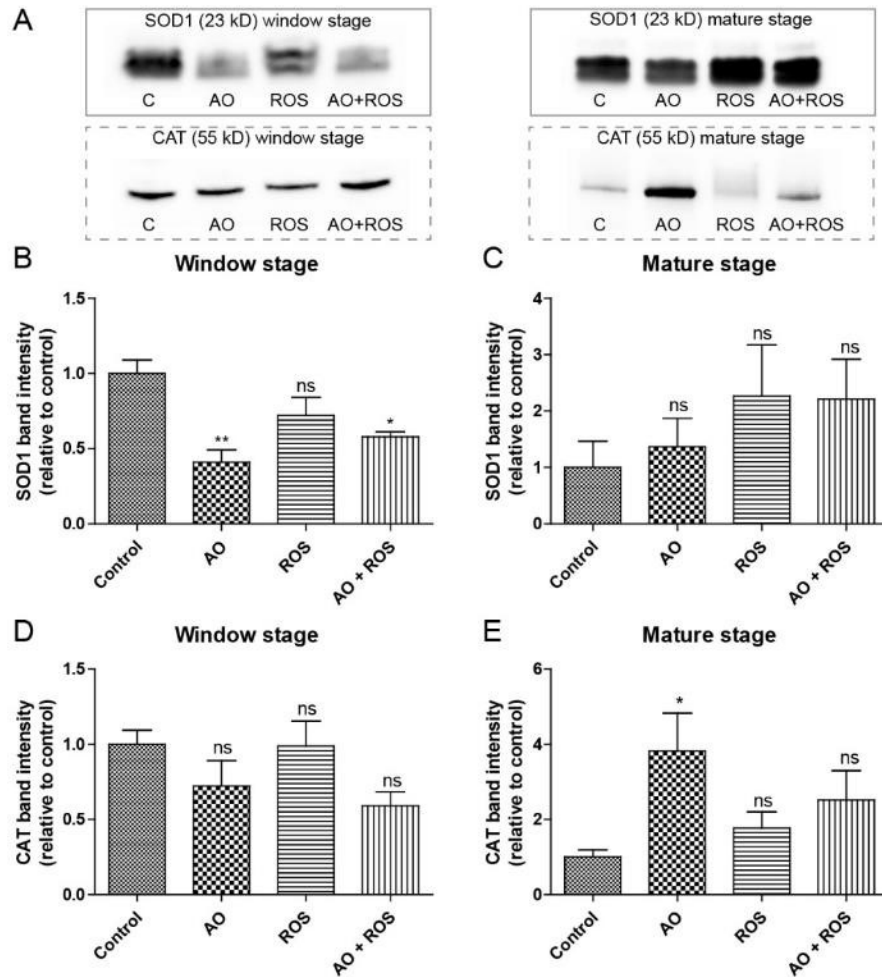 A
SOD1 (23 kD) window stage
C AO ROS AO+ROS
SOD1 (23 kD) mature stage
C AO ROS AO+ROS
CAT (55 kD) window stage
C AO ROS AO+ROS
CAT (55 kD) mature stage
C AO ROS AO+ROS
B
Window stage
SOD1 band intensity
(relative to control)
1.5
1.0
0.5
0.0
**
ns
*
Control
AO
ROS
AO + ROS
C
Mature stage
SOD1 band intensity
(relative to control)
4
3
2
1
0
ns
ns
ns
Control
AO
ROS
AO + ROS
D
Window stage
CAT band intensity
(relative to control)
1.5
1.0
0.5
0.0
ns
ns
ns
Control
AO
ROS
AO + ROS
E
Mature stage
CAT band intensity
(relative to control)
6
4
2
0
*
ns
ns
Control
AO
ROS
AO + ROS